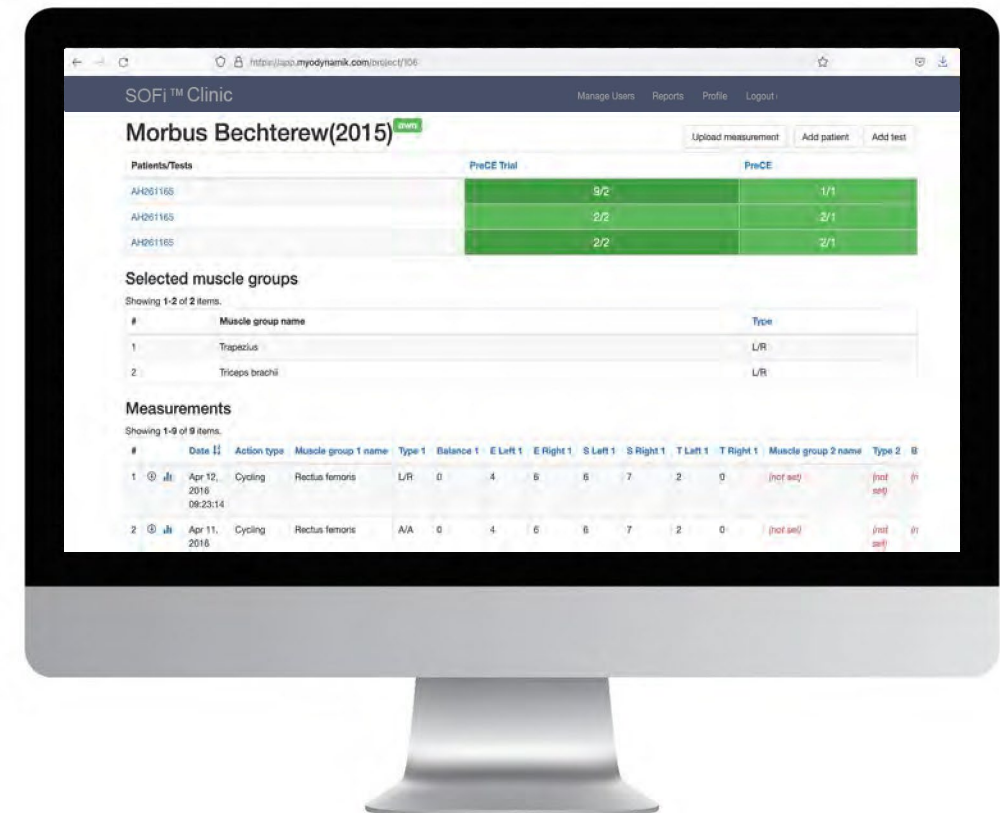 https://app.myodynamik.com/project/106
SOFi™ Clinic Manage Users Reports Profile Logout
Morbus Bechterew(2015) own Upload measurement Add patient Add test
Patients/Tests PreCE Trial PreCE
AH261165 9/2 1/1
AH261165 2/2 2/1
AH261165 2/2 2/1
Selected muscle groups
Showing 1-2 of 2 items.
# Muscle group name Type
1 Trapezius L/R
2 Triceps brachii L/R
Measurements
Showing 1-9 of 9 items.
# Date Action type Muscle group 1 name Type 1 Balance 1 E Left 1 E Right 1 S Left 1 S Right 1 T Left 1 T Right 1 Muscle group 2 name Type 2 B
1 Apr 12, Cycling Rectus femoris L/R 0 4 6 6 7 2 0 (not set) (not (n
2016 set)
09:23:14
2 Apr 11, Cycling Rectus femoris A/A 0 4 6 6 7 2 0 (not set) (not (n
2016 set)